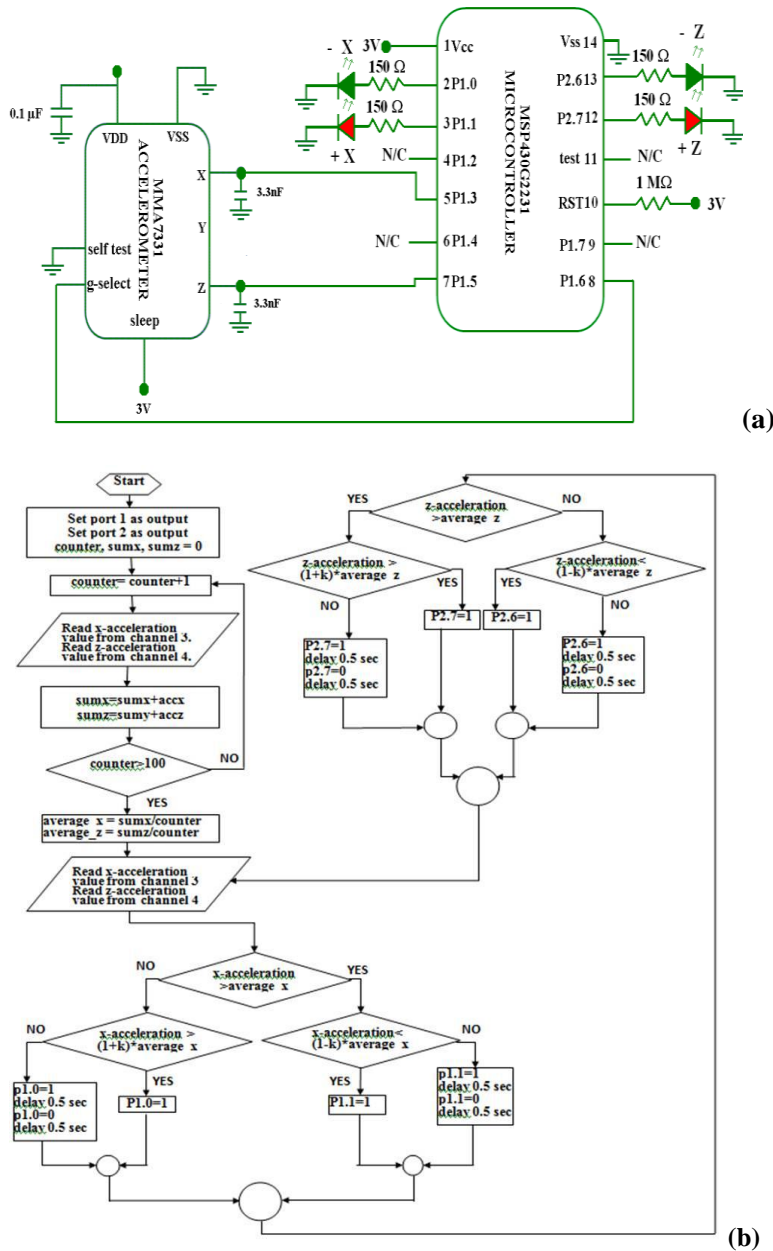 - X
3V
1Vcc
150 Ω
2P1.0
150 Ω
3P1.1
+ X
N/C
4P1.2
5P1.3
N/C
6P1.4
7P1.5
MSP430G2231
MICROCONTROLLER
Vss 14
- Z
150 Ω
P2.613
150 Ω
P2.712
+ Z
test 11
N/C
1 MΩ
RST10
3V
P1.7 9
N/C
P1.6 8
0.1 µF
VDD
VSS
MMA7331
ACCELEROMETER
X
3.3nF
Y
self test
g-select
Z
3.3nF
sleep
3V
(a)
Start
Set port 1 as output
Set port 2 as output
counter, sumx, sumz = 0
counter= counter+1
Read x-acceleration
value from channel 3.
Read z-acceleration
value from channel 4.
sumx=sumx+accx
sumz=sumy+accz
counter>100
NO
YES
average_x = sumx/counter
average_z = sumz/counter
Read x-acceleration
value from channel 3
Read z-acceleration
value from channel 4
NO
x-acceleration
>average_x
YES
NO
x-acceleration >
(1+k)*average_x
YES
p1.0=1
delay 0.5 sec
p1.0=0
delay 0.5 sec
P1.0=1
x-acceleration<
(1-k)*average_x
NO
YES
P1.1=1
p1.1=1
delay 0.5 sec
p1.1=0
delay 0.5 sec
YES
z-acceleration
>average_z
NO
z-acceleration >
(1+k)*average_z
YES
NO
P2.7=1
P2.7=1
delay 0.5 sec
p2.7=0
delay 0.5 sec
z-acceleration<
(1-k)*average_z
YES
NO
P2.6=1
P2.6=1
delay 0.5 sec
p2.6=0
delay 0.5 sec
(b)